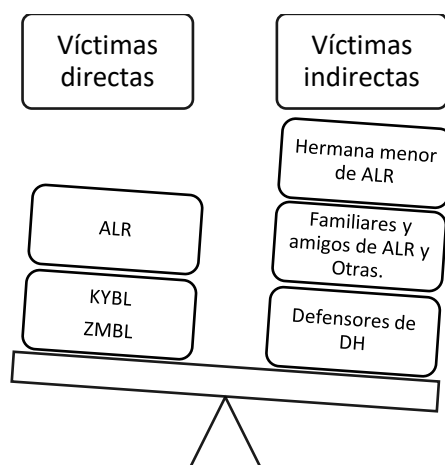 Víctimas
directas
Víctimas
indirectas
Hermana menor
de ALR
ALR
Familiares y
amigos de ALR y
Otras.
KYBL
ZMBL
Defensores de
DH